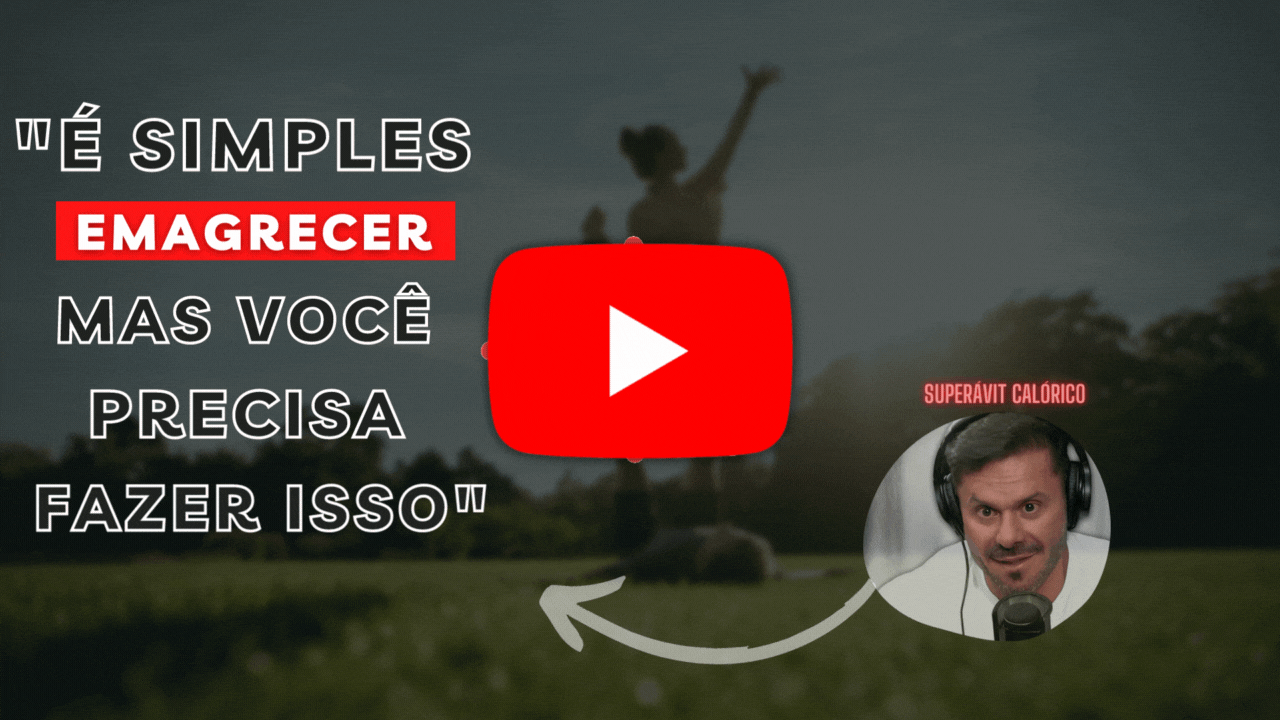 "É SIMPLES
EMAGRECER
MAS VOCÊ
PRECISA
FAZER ISSO"
SUPERÁVIT CALÓRICO